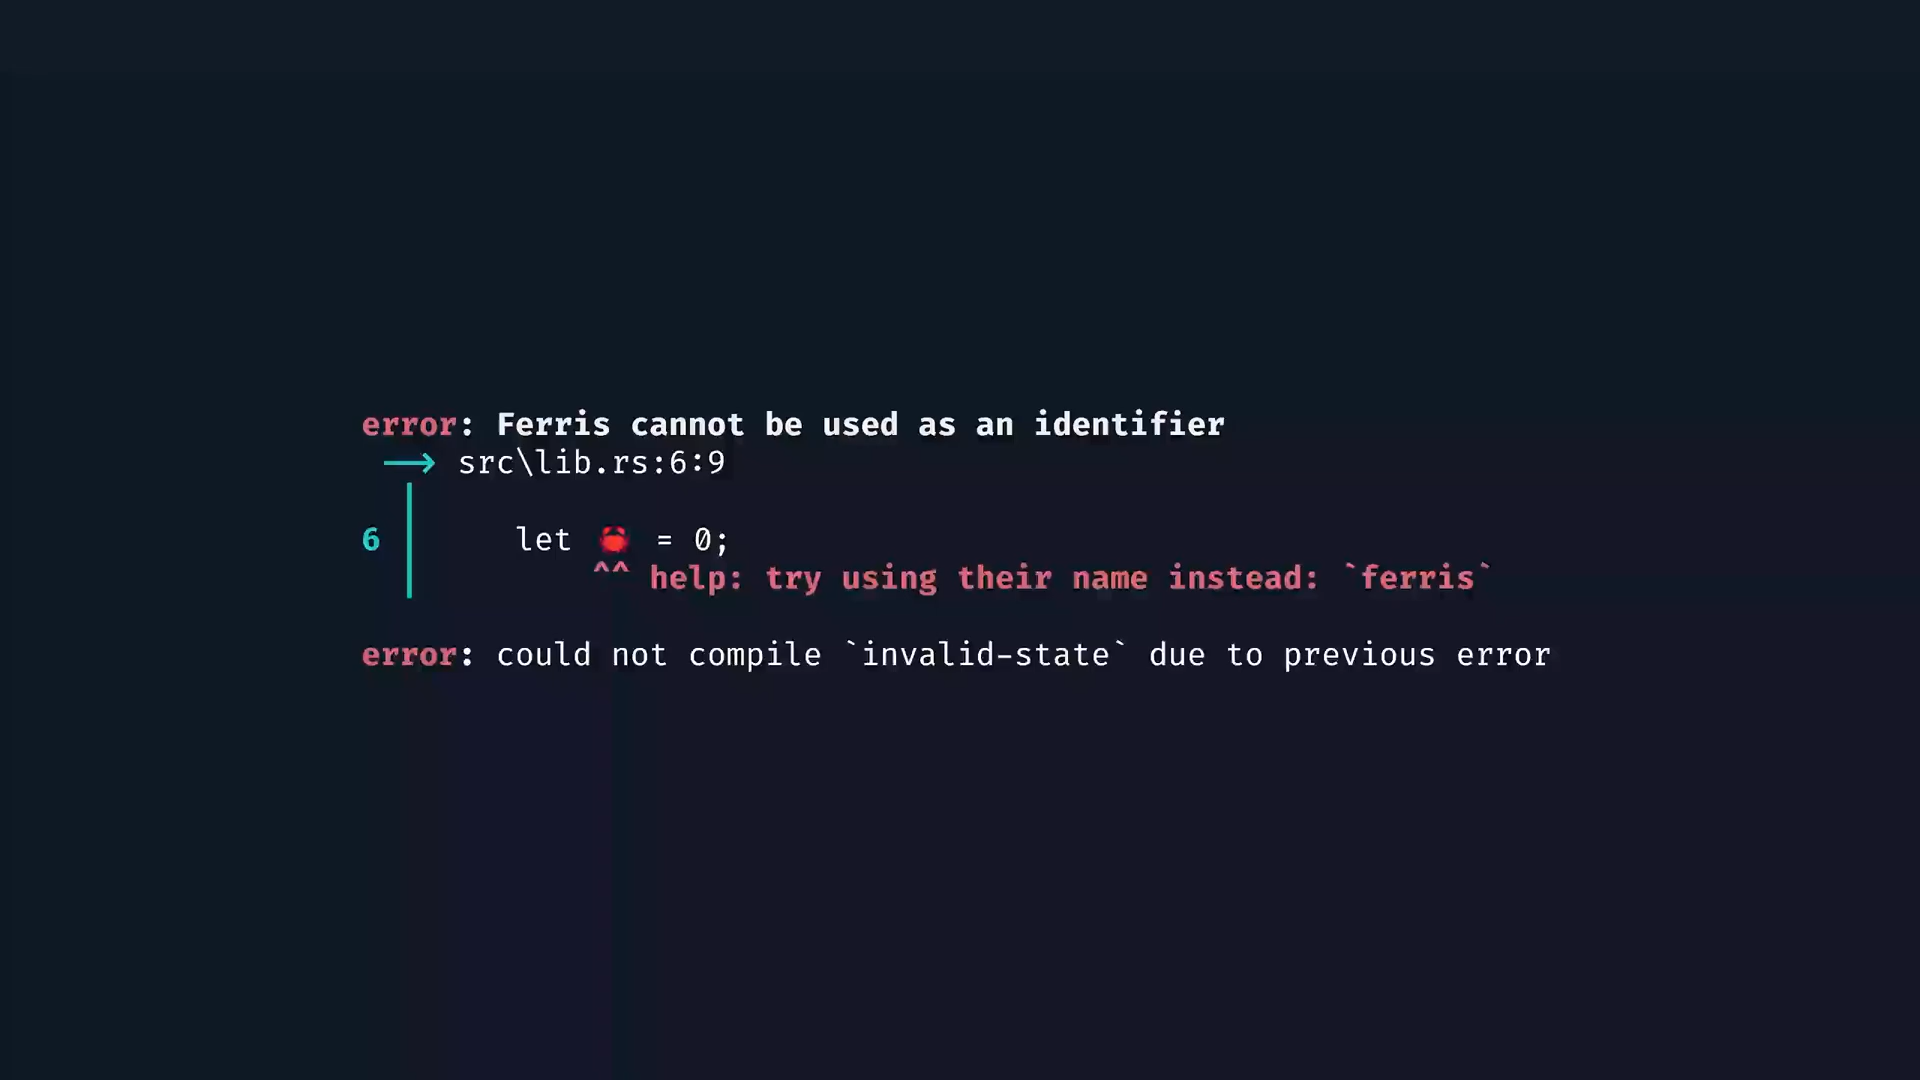 error: Ferris cannot be used as an identifier
--> src\lib.rs:6:9
6 | let 🦀 = 0;
^^ help: try using their name instead: `ferris`
error: could not compile `invalid-state` due to previous error